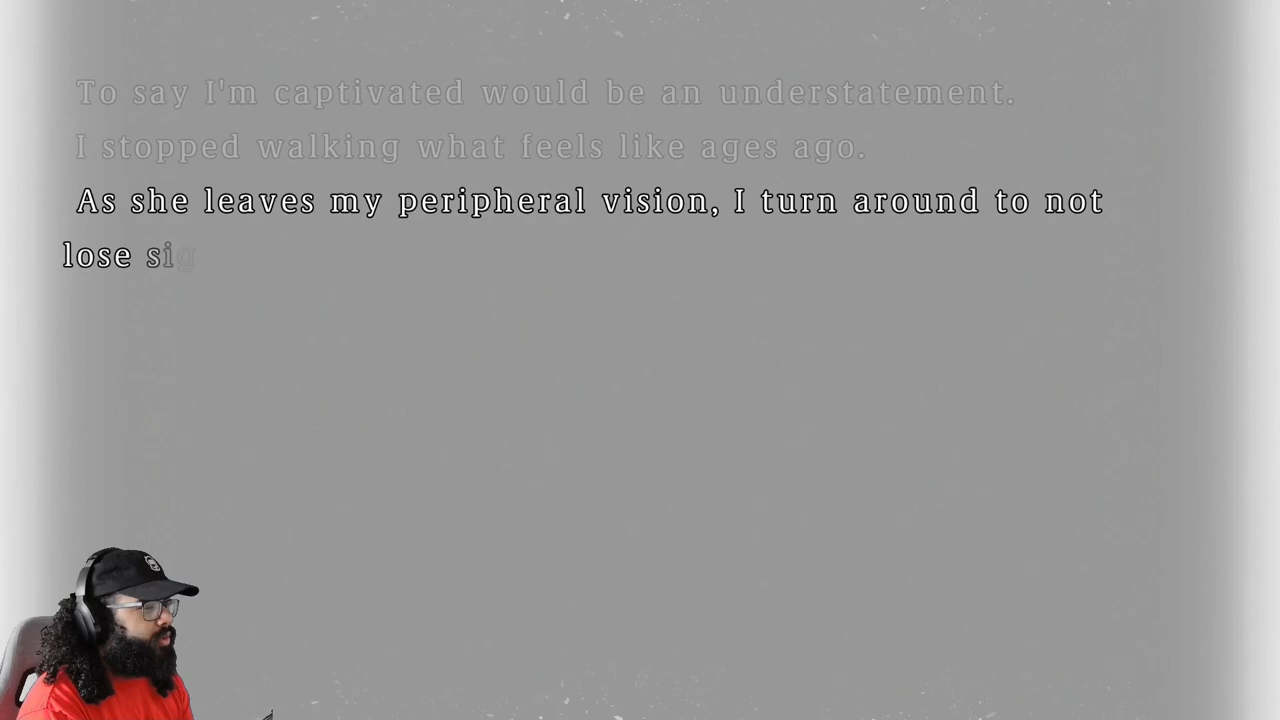 To say I'm captivated would be an understatement.
I stopped walking what feels like ages ago.
As she leaves my peripheral vision, I turn around to not
lose sig